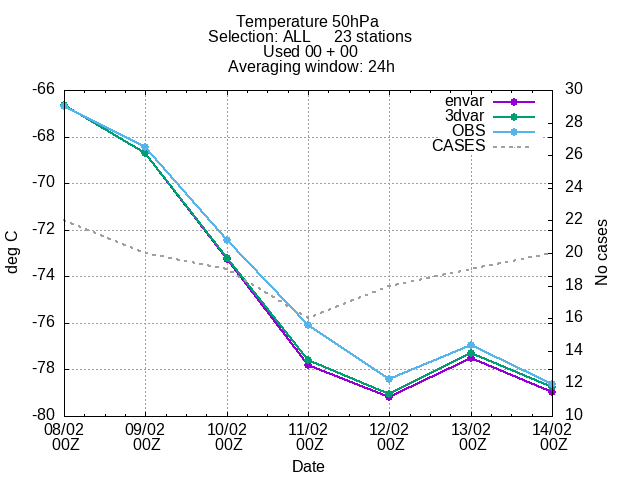 Temperature 50hPa
Selection: ALL 23 stations
Used 00 + 00
Averaging window: 24h
envar
3dvar
OBS
CASES
-66
-68
-70
-72
-74
-76
-78
-80
deg C
30
28
26
24
22
20
18
16
14
12
10
No cases
08/02 09/02 10/02 11/02 12/02 13/02 14/02
00Z 00Z 00Z 00Z 00Z 00Z 00Z
Date